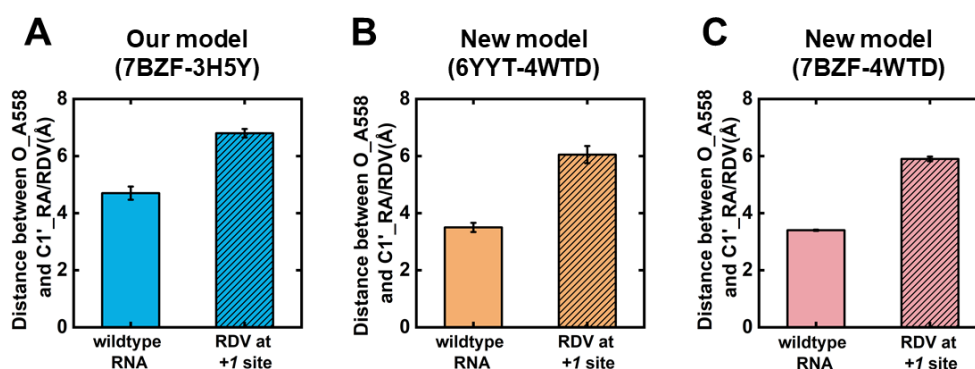 A
Our model
(7BZF-3H5Y)
Distance between O_A558
and C1'_RA/RDV(Å)
8
6
4
2
0
wildtype
RNA
RDV at
+1 site
B
New model
(6YYT-4WTD)
Distance between O_A558
and C1'_RA/RDV(Å)
8
6
4
2
0
wildtype
RNA
RDV at
+1 site
C
New model
(7BZF-4WTD)
Distance between O_A558
and C1'_RA/RDV(Å)
8
6
4
2
0
wildtype
RNA
RDV at
+1 site